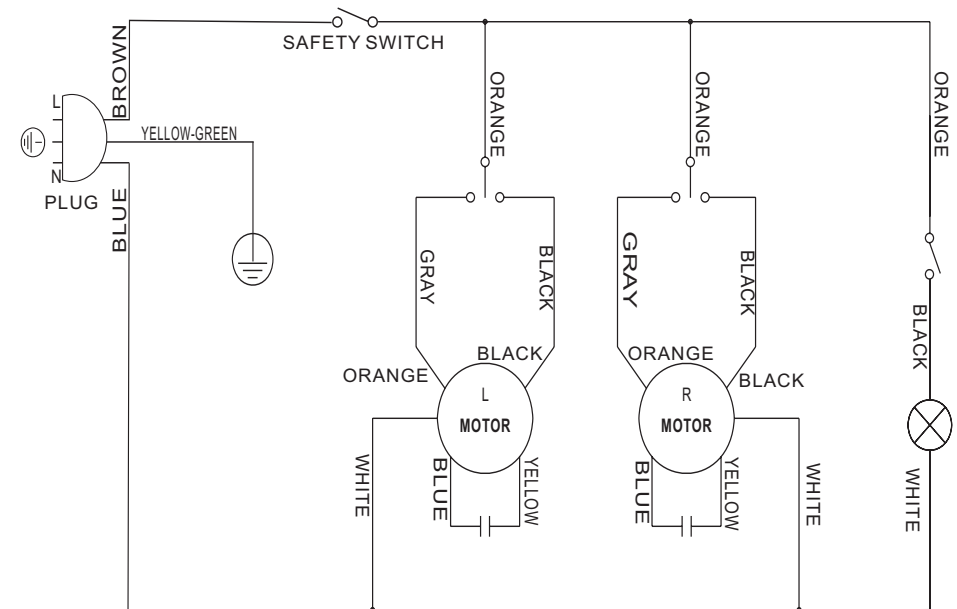 SAFETY SWITCH
BROWN
L
YELLOW-GREEN
N
PLUG
BLUE
ORANGE
ORANGE
ORANGE
GRAY
BLACK
GRAY
BLACK
BLACK
ORANGE
BLACK
ORANGE
BLACK
L
MOTOR
R
MOTOR
WHITE
BLUE
YELLOW
BLUE
YELLOW
WHITE
WHITE